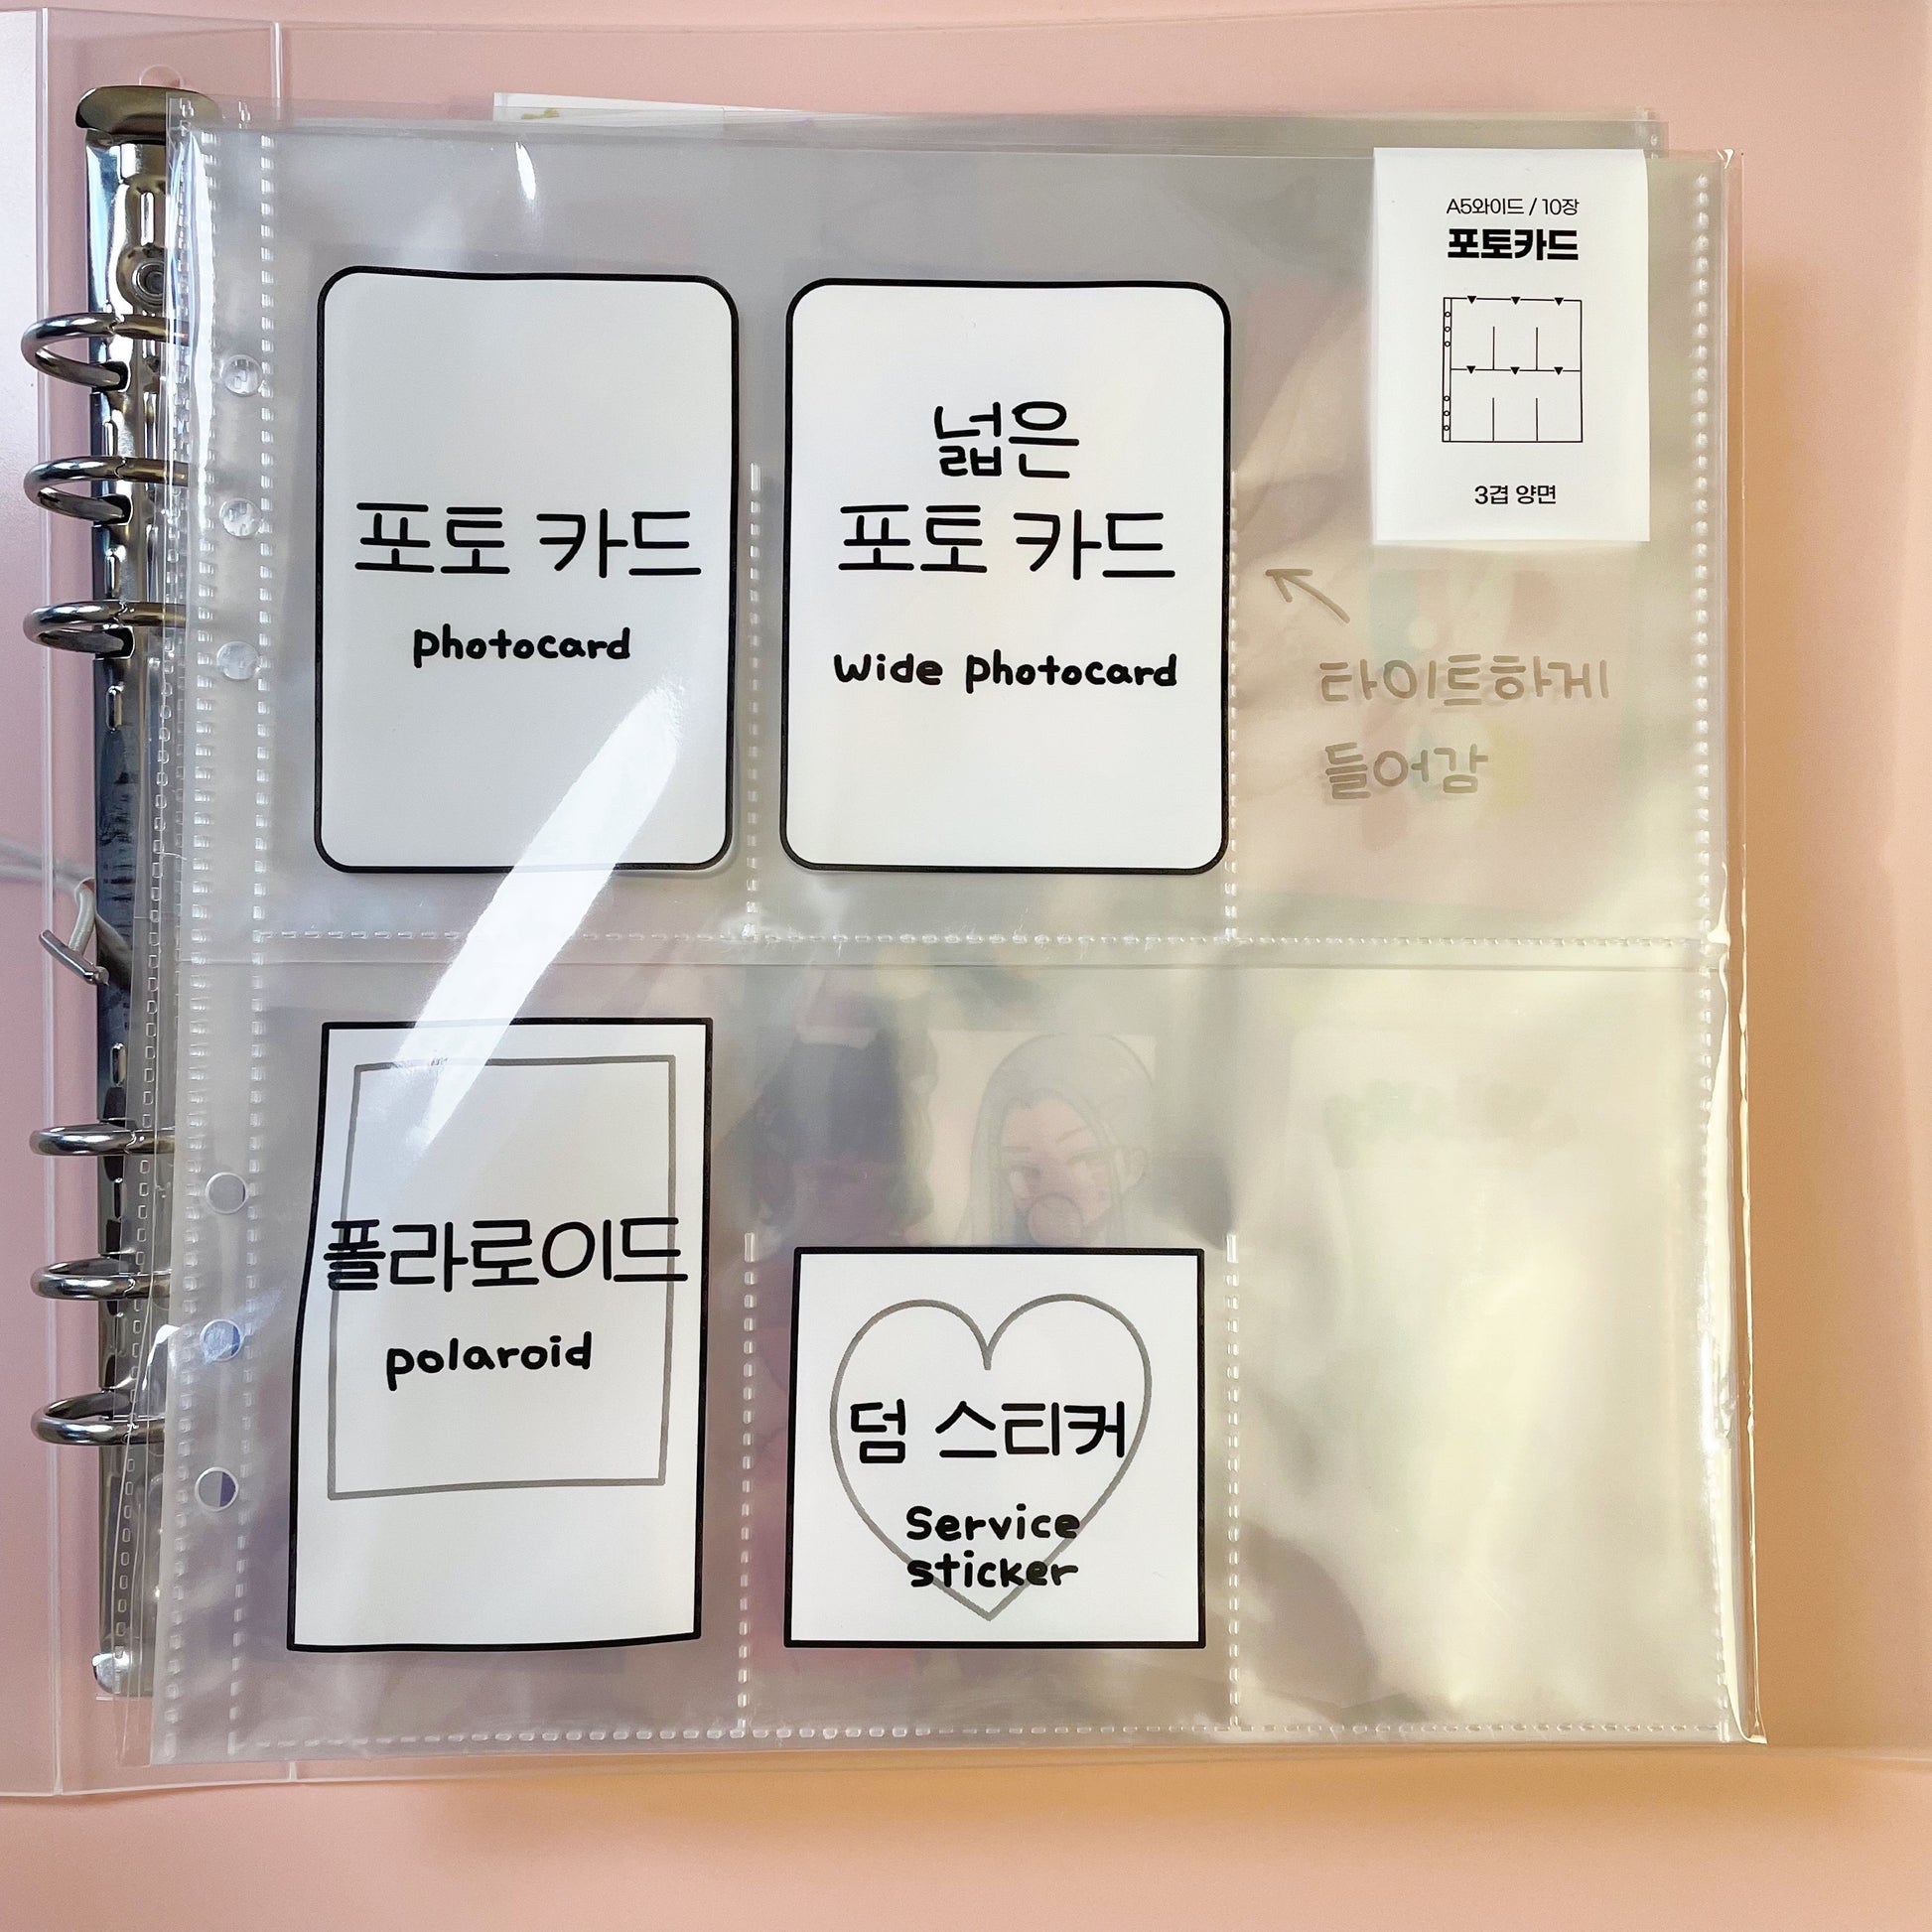 A5와이드 / 10장
포토카드
3겹 양면
포토 카드
photocard
넓은
포토 카드
wide photocard
타이트하게
들어감
폴라로이드
polaroid
덤 스티커
Service
sticker